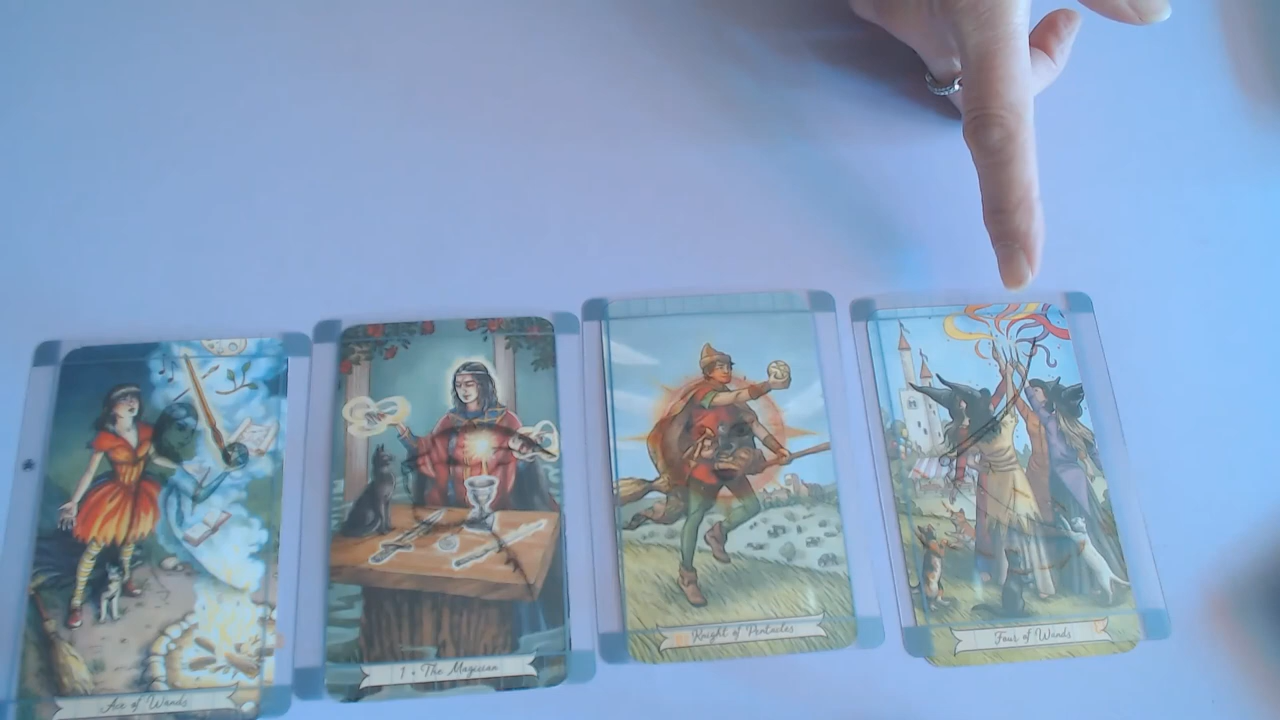 Ace of Wands
1 • The Magician
Knight of Pentacles
Four of Wands